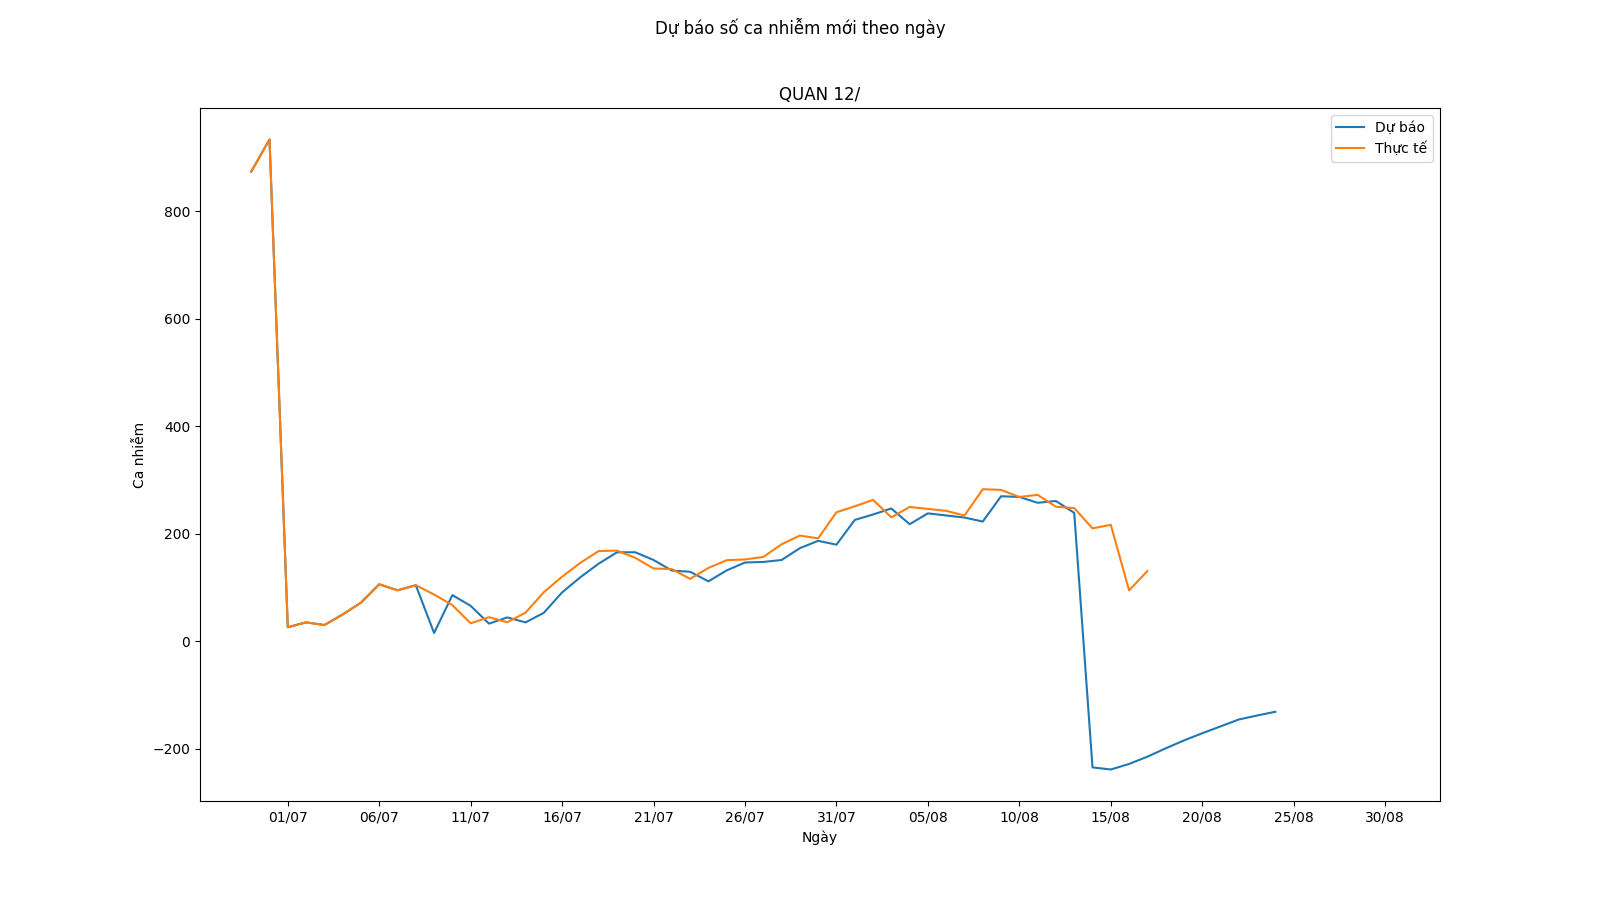 Dự báo số ca nhiễm mới theo ngày
QUAN 12/
Dự báo
Thực tế
800
600
400
200
0
−200
Ca nhiễm
01/07 06/07 11/07 16/07 21/07 26/07 31/07 05/08 10/08 15/08 20/08 25/08 30/08
Ngày